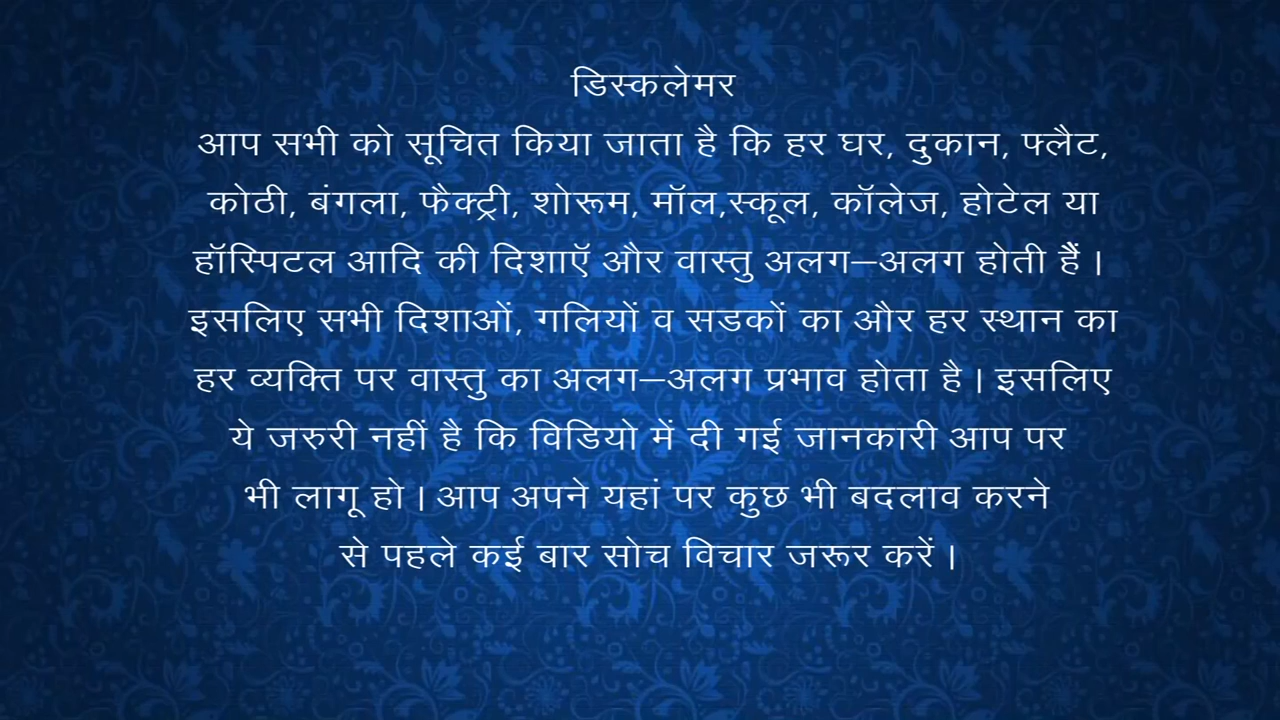 डिस्कलेमर
आप सभी को सूचित किया जाता है कि हर घर, दुकान, फ्लैट,
कोठी, बंगला, फैक्ट्री, शोरूम, मॉल,स्कूल, कॉलेज, होटेल या
हॉस्पिटल आदि की दिशाऍ और वास्तु अलग–अलग होती हैं ।
इसलिए सभी दिशाओं, गलियों व सडकों का और हर स्थान का
हर व्यक्ति पर वास्तु का अलग–अलग प्रभाव होता है । इसलिए
ये जरुरी नहीं है कि विडियो में दी गई जानकारी आप पर
भी लागू हो । आप अपने यहां पर कुछ भी बदलाव करने
से पहले कई बार सोच विचार जरूर करें ।